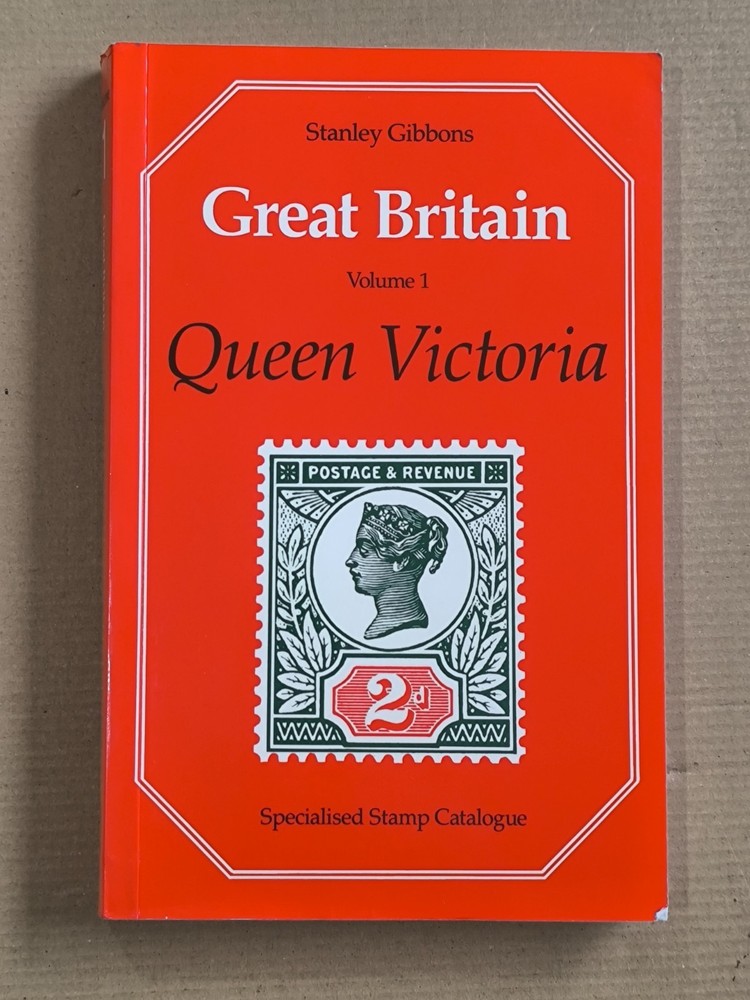 Stanley Gibbons
Great Britain
Volume 1
Queen Victoria
POSTAGE & REVENUE
2d
Specialised Stamp Catalogue